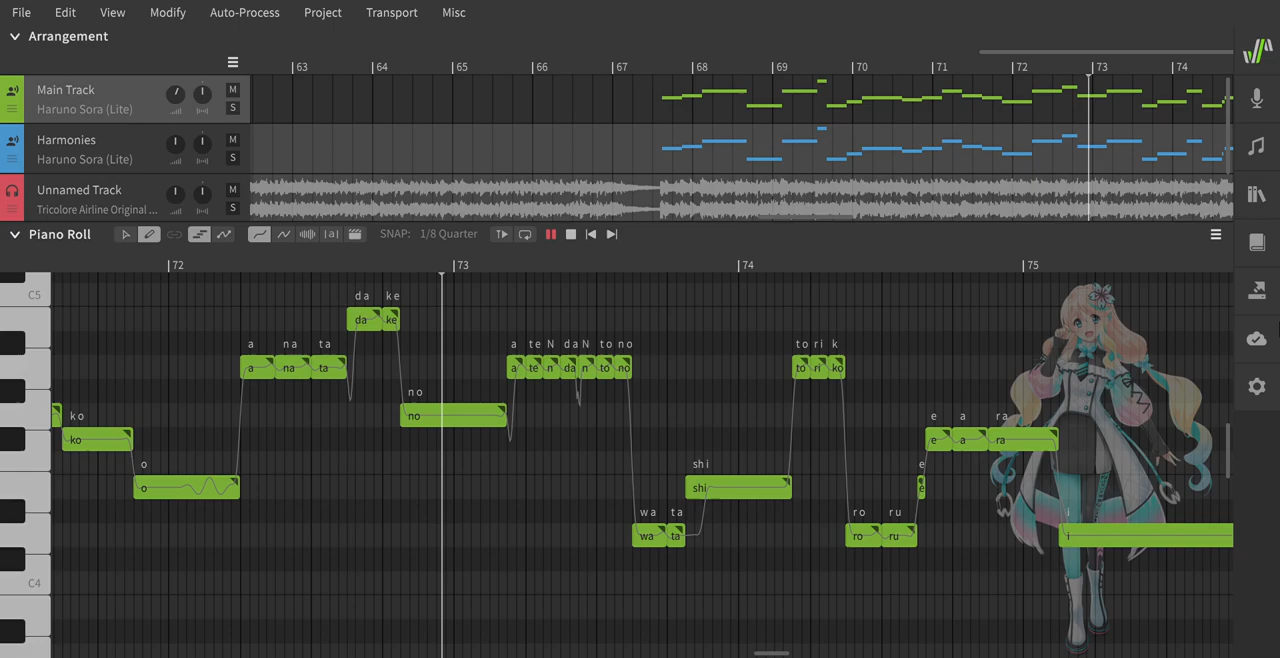 File Edit View Modify Auto-Process Project Transport Misc
Arrangement
63 64 65 66 67 68 69 70 71 72 73 74
Main Track M
Haruno Sora (Lite) S
Harmonies M
Haruno Sora (Lite) S
Unnamed Track M
Tricolore Airline Original ... S
Piano Roll SNAP: 1/8 Quarter
72 73 74 75
C5
da ke
da ke
a na ta a te N da N to no to ri k
a na ta a te n da n to no to ri ko
no
no
ko e a ra
ko e a ra
o shi e
o shi e
wa ta ro ru i
wa ta ro ru i
C4